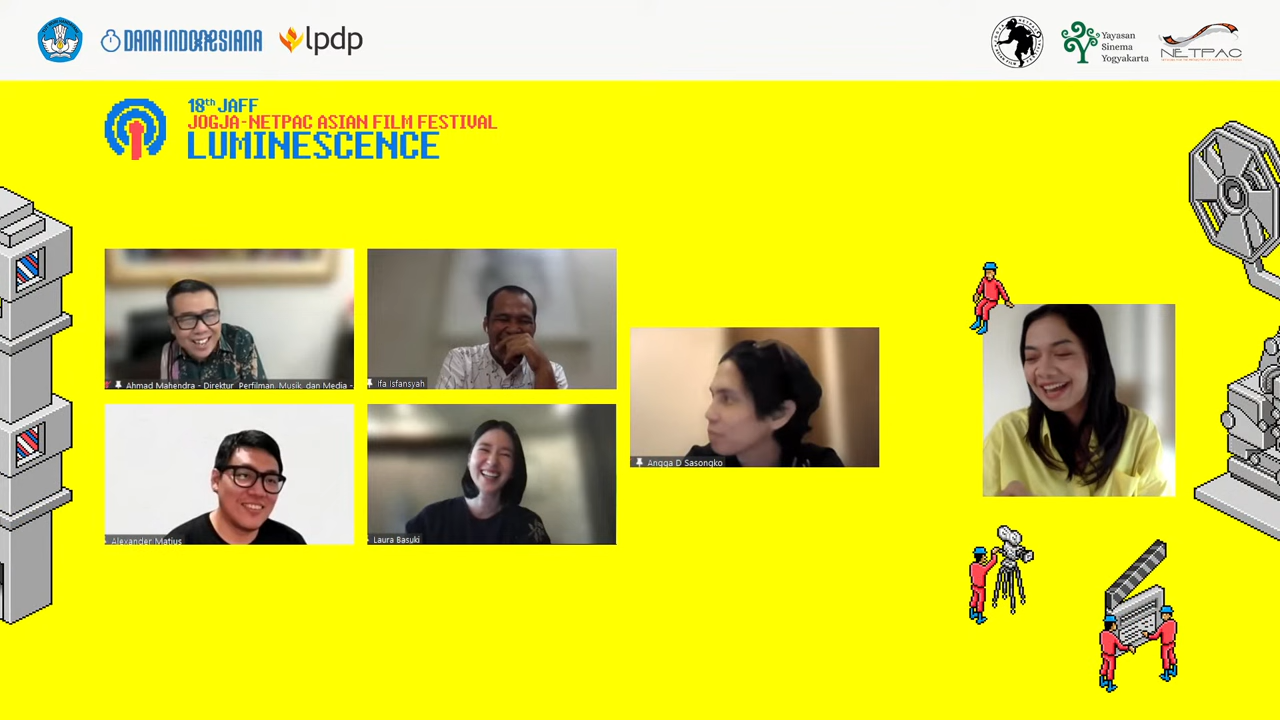 DANA INDONESIANA
lpdp
Yayasan
Sinema
Yogyakarta
NETPAC
18th JAFF
JOGJA-NETPAC ASIAN FILM FESTIVAL
LUMINESCENCE
Ahmad Mahendra - Direktur Perfilman, Musik, dan Media -
Ifa Isfansyah
Angga D Sasongko
Alexander Matius
Laura Basuki